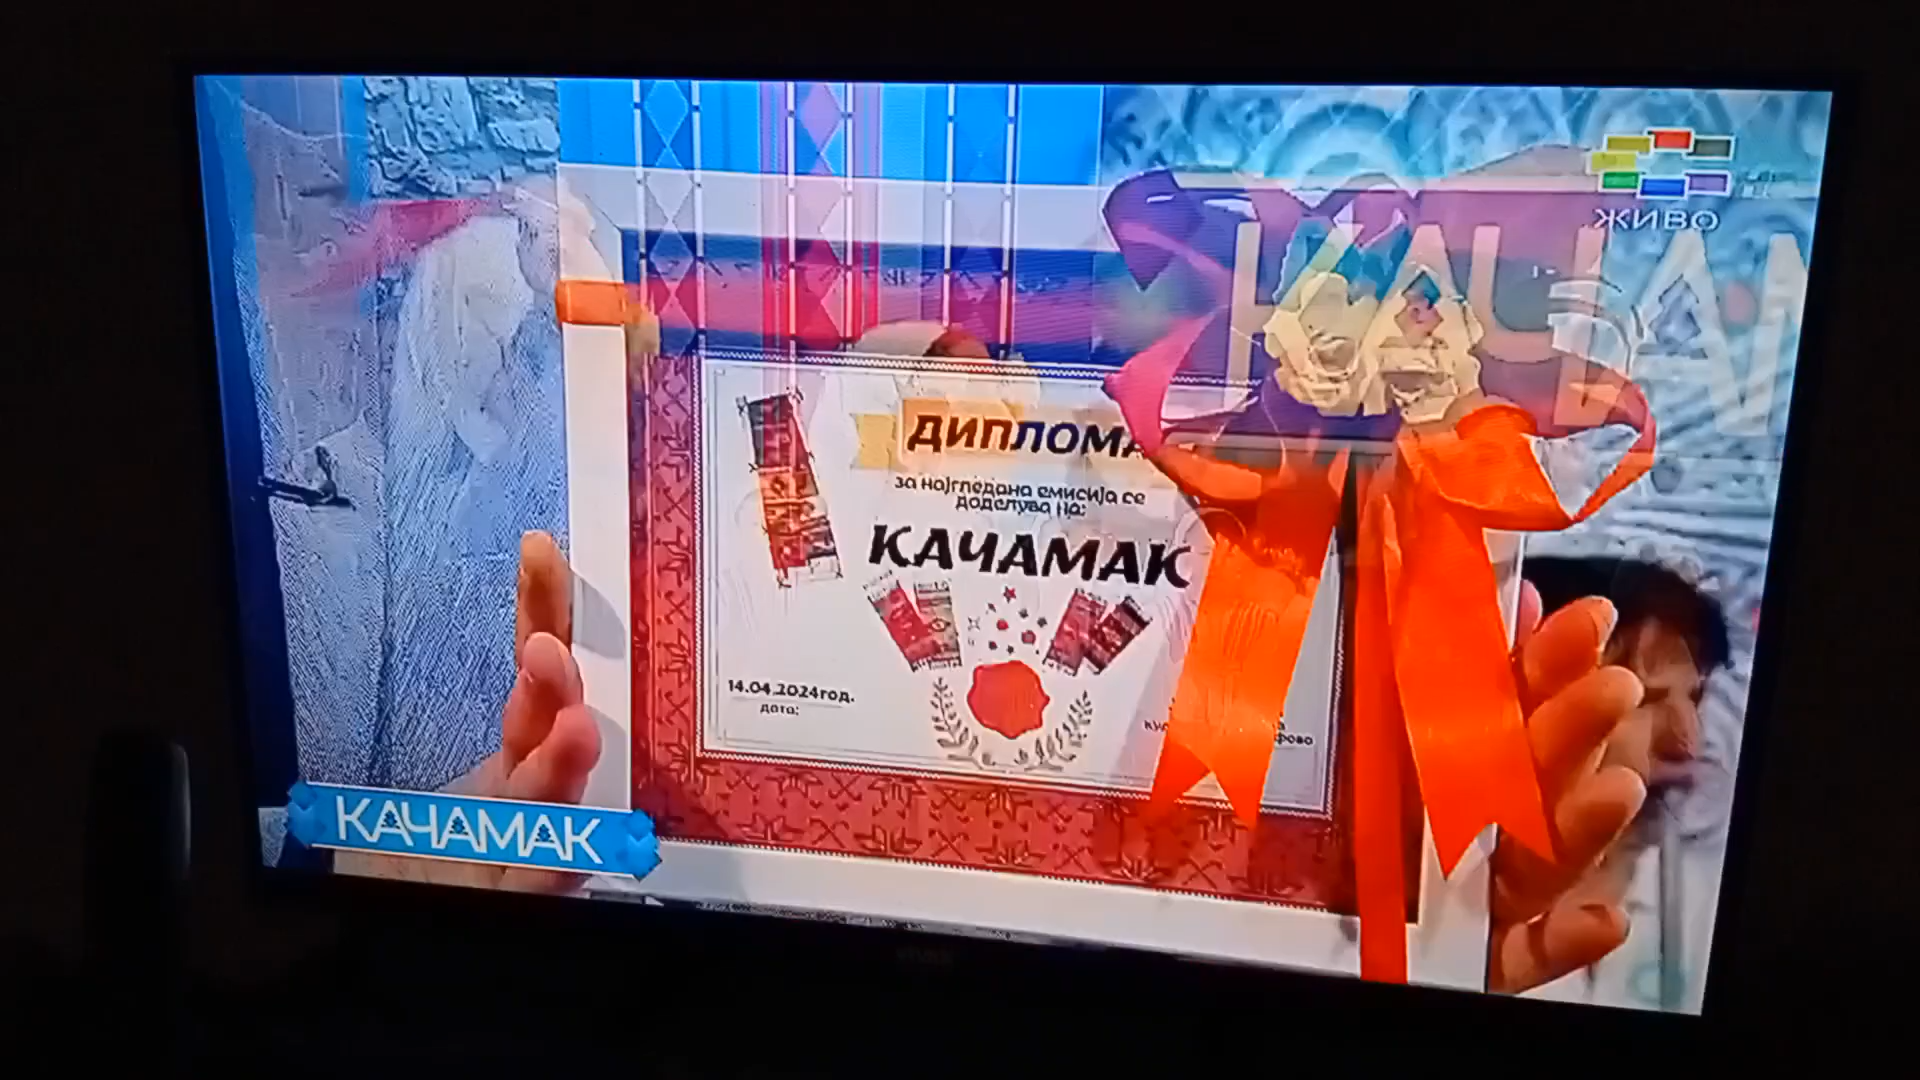 ЖИВО
ДИПЛОМА
за најгледана емисија се
доделува на:
КАЧАМАК
14.04.2024год.
дата:
КАЧАМАК